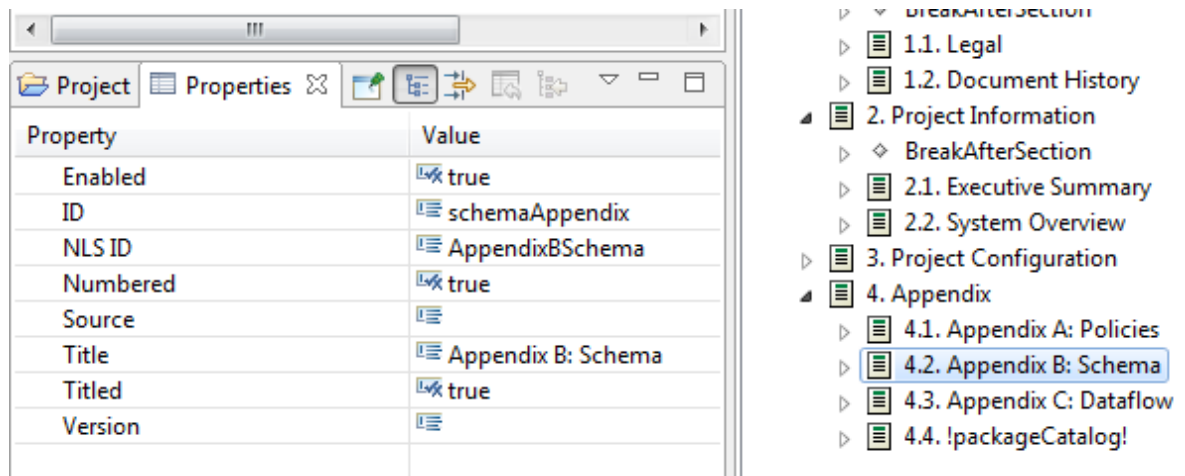 Project
Properties
Property Value
Enabled true
ID schemaAppendix
NLS ID AppendixBSchema
Numbered true
Source
Title Appendix B: Schema
Titled true
Version
BreakAfterSection
1.1. Legal
1.2. Document History
2. Project Information
BreakAfterSection
2.1. Executive Summary
2.2. System Overview
3. Project Configuration
4. Appendix
4.1. Appendix A: Policies
4.2. Appendix B: Schema
4.3. Appendix C: Dataflow
4.4. !packageCatalog!